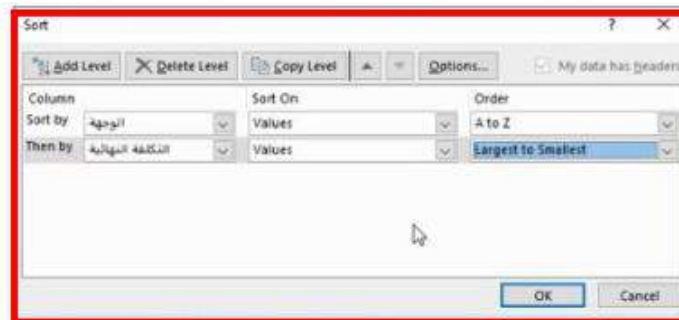 Sort ? ×
Add Level Delete Level Copy Level Options... My data has headers
Column Sort On Order
Sort by الوجهة Values A to Z
Then by التكلفة النهائية Values Largest to Smallest
OK Cancel